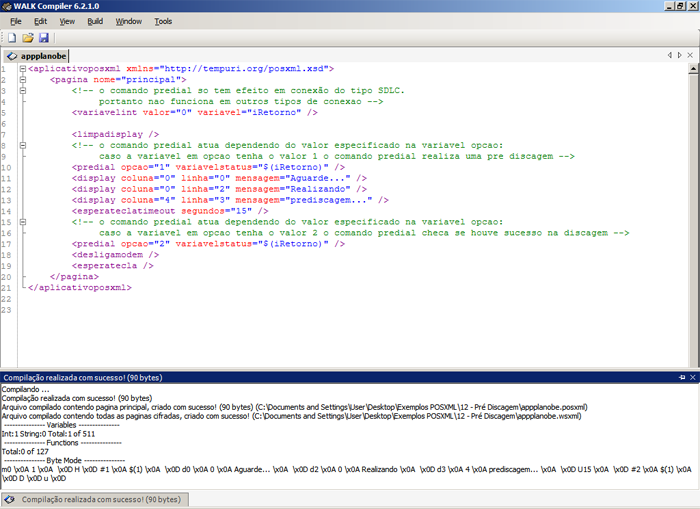 WALK Compiler 6.2.1.0
File Edit View Build Window Tools
appplanobe
1 <aplicativoposxml xmlns="http://tempuri.org/posxml.xsd">
2 <pagina nome="principal">
3 <!-- o comando predial so tem efeito em conexão do tipo SDLC.
4 portanto nao funciona em outros tipos de conexao -->
5 <variavelint valor="0" variavel="iRetorno" />
6
7 <limpadisplay />
8 <!-- o comando predial atua dependendo do valor especificado na variavel opcao:
9 caso a variavel em opcao tenha o valor 1 o comando predial realiza uma pre discagem -->
10 <predial opcao="1" variavelstatus="$(iRetorno)" />
11 <display coluna="0" linha="0" mensagem="Aguarde..." />
12 <display coluna="0" linha="2" mensagem="Realizando" />
13 <display coluna="4" linha="3" mensagem="prediscagem..." />
14 <esperateclatimeout segundos="15" />
15 <!-- o comando predial atua dependendo do valor especificado na variavel opcao:
16 caso a variavel em opcao tenha o valor 2 o comando predial checa se houve sucesso na discagem -->
17 <predial opcao="2" variavelstatus="$(iRetorno)" />
18 <desligamodem />
19 <esperatecla />
20 </pagina>
21 </aplicativoposxml>
22
23
Compilação realizada com sucesso! (90 bytes)
Compilando ...
Compilação realizada com sucesso! (90 bytes)
Arquivo compilado contendo pagina principal, criado com sucesso! (90 bytes) (C:\Documents and Settings\User\Desktop\Exemplos POSXML\12 - Pré Discagem\appplanobe.posxml)
Arquivo compilado contendo todas as paginas cifradas, criado com sucesso! (C:\Documents and Settings\User\Desktop\Exemplos POSXML\12 - Pré Discagem\appplanobe.wsxml)
--------------- Variables ---------------
Int:1 String:0 Total:1 of 511
--------------- Functions ---------------
Total:0 of 127
--------------- Byte Mode ---------------
m0 \x0A 1 \x0A \x0D H \x0D #1 \x0A $(1) \x0A \x0D d0 \x0A 0 \x0A Aguarde... \x0A \x0D d2 \x0A 0 \x0A Realizando \x0A \x0D d3 \x0A 4 \x0A prediscagem... \x0A \x0D U15 \x0A \x0D #2 \x0A $(1) \x0A
\x0D D \x0D u \x0D
Compilação realizada com sucesso! (90 bytes)